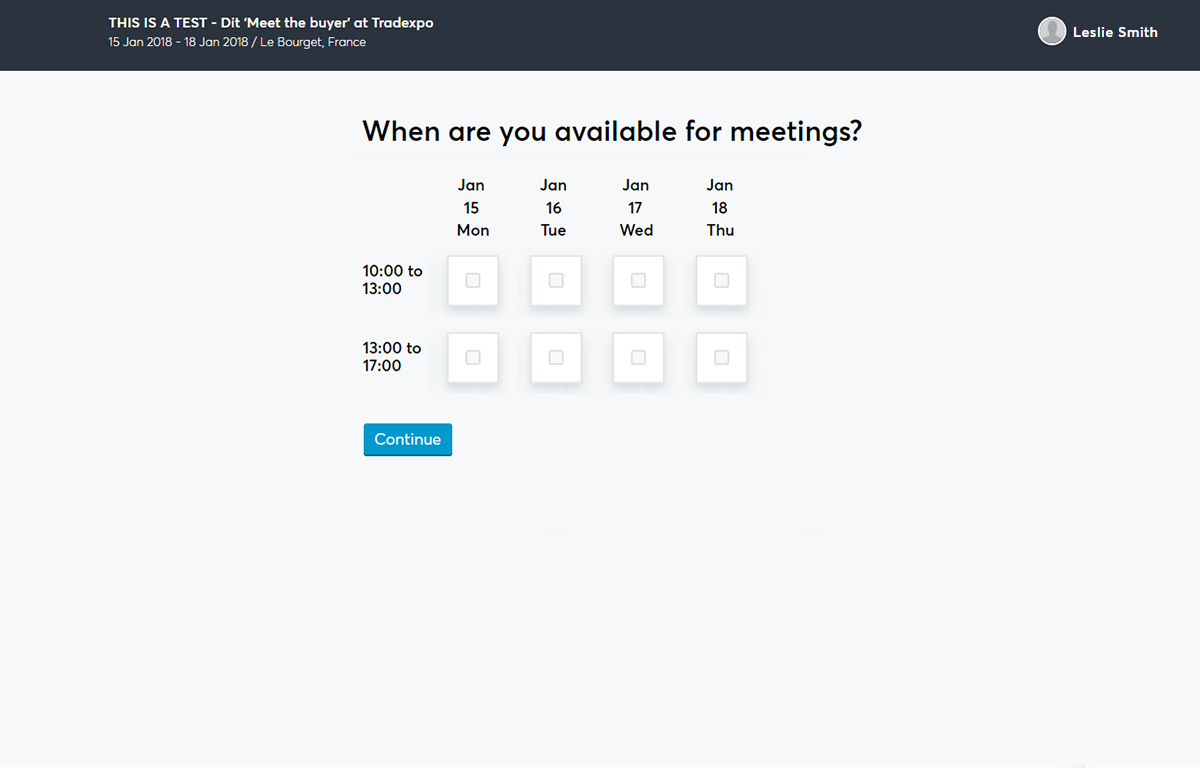 THIS IS A TEST - Dit ‘Meet the buyer’ at Tradexpo
15 Jan 2018 - 18 Jan 2018 / Le Bourget, France
Leslie Smith
When are you available for meetings?
Jan Jan Jan Jan
15 16 17 18
Mon Tue Wed Thu
10:00 to
13:00
13:00 to
17:00
Continue